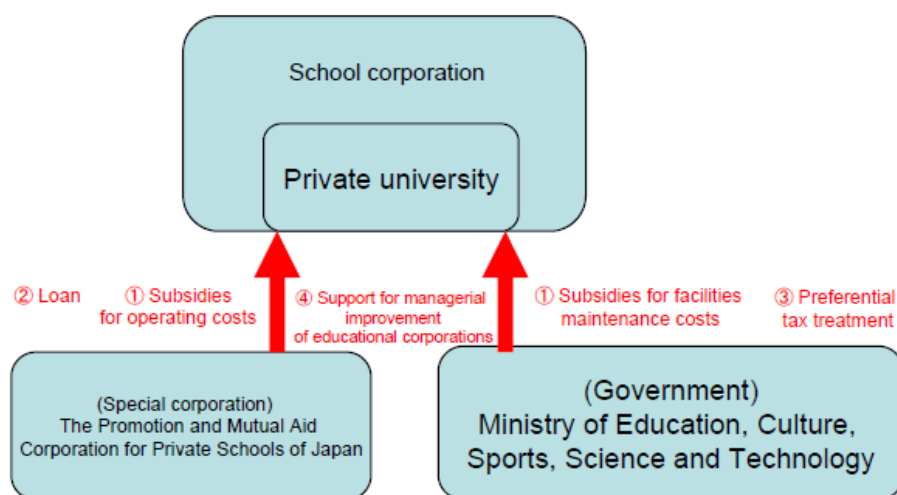 School corporation
Private university
② Loan
① Subsidies
for operating costs
④ Support for managerial
improvement
of educational corporations
① Subsidies for facilities
maintenance costs
③ Preferential
tax treatment
(Special corporation)
The Promotion and Mutual Aid
Corporation for Private Schools of Japan
(Government)
Ministry of Education, Culture,
Sports, Science and Technology